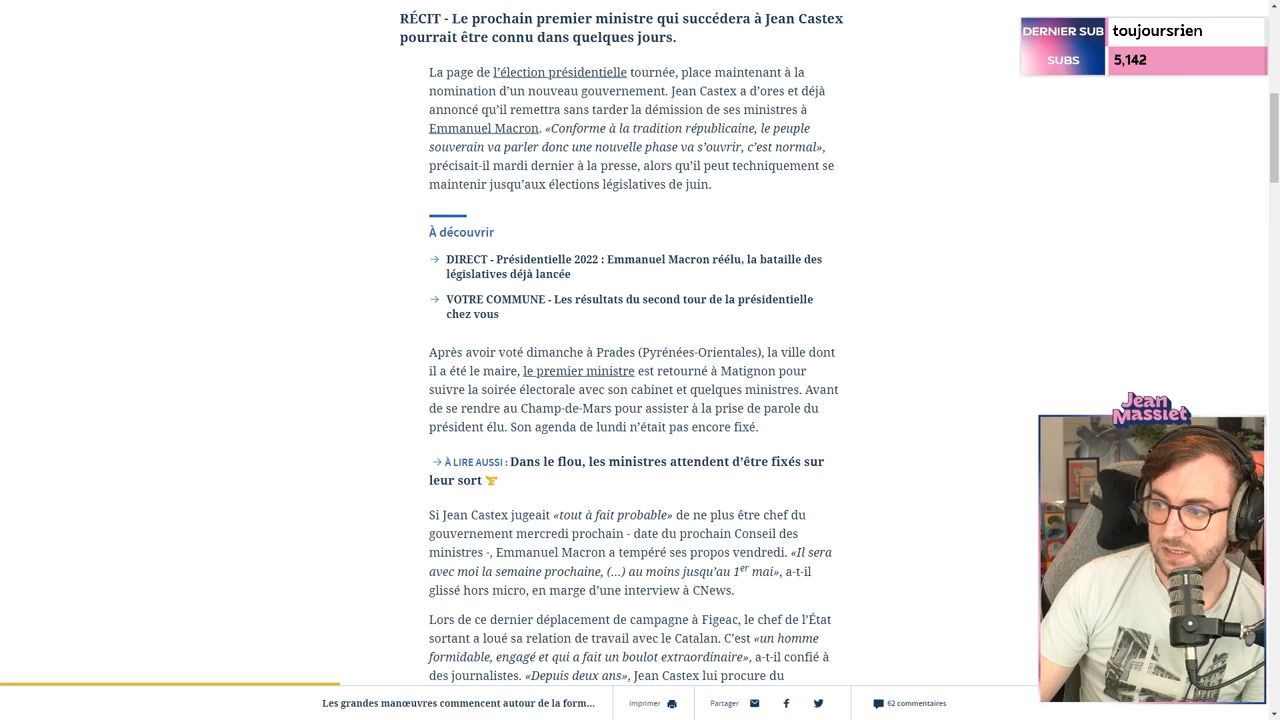 RÉCIT - Le prochain premier ministre qui succédera à Jean Castex
pourrait être connu dans quelques jours.
La page de l’élection présidentielle tournée, place maintenant à la
nomination d’un nouveau gouvernement. Jean Castex a d’ores et déjà
annoncé qu’il remettra sans tarder la démission de ses ministres à
Emmanuel Macron. «Conforme à la tradition républicaine, le peuple
souverain va parler donc une nouvelle phase va s’ouvrir, c’est normal»,
précisait-il mardi dernier à la presse, alors qu’il peut techniquement se
maintenir jusqu’aux élections législatives de juin.
À découvrir
DIRECT - Présidentielle 2022 : Emmanuel Macron réélu, la bataille des
législatives déjà lancée
VOTRE COMMUNE - Les résultats du second tour de la présidentielle
chez vous
Après avoir voté dimanche à Prades (Pyrénées-Orientales), la ville dont
il a été le maire, le premier ministre est retourné à Matignon pour
suivre la soirée électorale avec son cabinet et quelques ministres. Avant
de se rendre au Champ-de-Mars pour assister à la prise de parole du
président élu. Son agenda de lundi n’était pas encore fixé.
À LIRE AUSSI : Dans le flou, les ministres attendent d’être fixés sur
leur sort
Si Jean Castex jugeait «tout à fait probable» de ne plus être chef du
gouvernement mercredi prochain - date du prochain Conseil des
ministres -, Emmanuel Macron a tempéré ses propos vendredi. «Il sera
avec moi la semaine prochaine, (...) au moins jusqu’au 1er mai», a-t-il
glissé hors micro, en marge d’une interview à CNews.
Lors de ce dernier déplacement de campagne à Figeac, le chef de l’État
sortant a loué sa relation de travail avec le Catalan. C’est «un homme
formidable, engagé et qui a fait un boulot extraordinaire», a-t-il confié à
des journalistes. «Depuis deux ans», Jean Castex lui procure du
Les grandes manœuvres commencent autour de la form...
Imprimer
Partager
62 commentaires
DERNIER SUB
toujoursrien
SUBS
5,142
Jean
Massiet